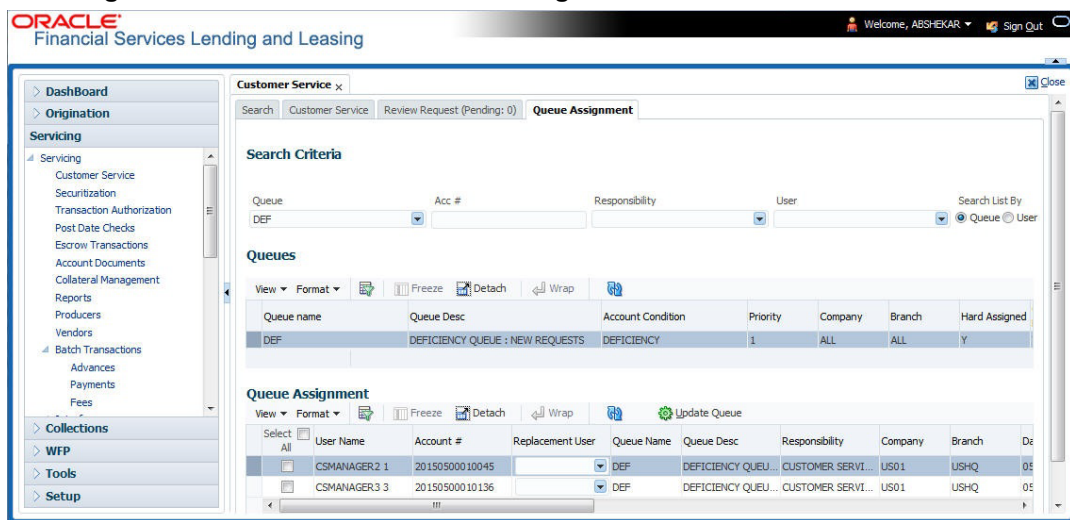 ORACLE
Financial Services Lending and Leasing
Welcome, ABSHEKAR
Sign Out
Close
DashBoard
Origination
Servicing
Servicing
Customer Service
Securitization
Transaction Authorization
Post Date Checks
Escrow Transactions
Account Documents
Collateral Management
Reports
Producers
Vendors
Batch Transactions
Advances
Payments
Fees
Collections
WFP
Tools
Setup
Customer Service x
Search Customer Service Review Request (Pending: 0) Queue Assignment
Search Criteria
Queue Acc # Responsibility User Search List By
DEF Queue User
Queues
View Format Freeze Detach Wrap
Queue name Queue Desc Account Condition Priority Company Branch Hard Assigned
DEF DEFICIENCY QUEUE : NEW REQUESTS DEFICIENCY 1 ALL ALL Y
Queue Assignment
View Format Freeze Detach Wrap Update Queue
Select All User Name Account # Replacement User Queue Name Queue Desc Responsibility Company Branch Da
CSMANAGER2 1 20150500010045 DEF DEFICIENCY QUEU... CUSTOMER SERVI... US01 USHQ 05
CSMANAGER3 3 20150500010136 DEF DEFICIENCY QUEU... CUSTOMER SERVI... US01 USHQ 05